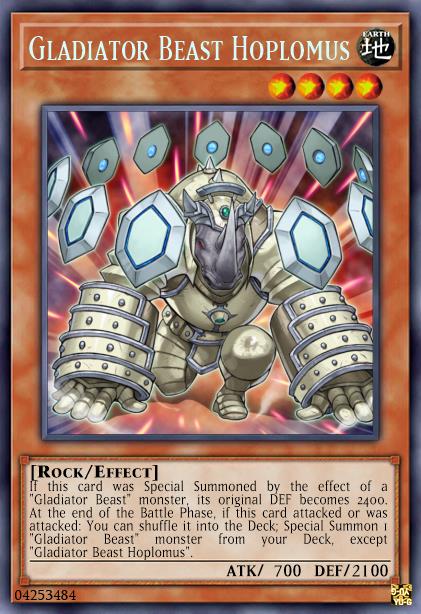 GLADIATOR BEAST HOPLOMUS
EARTH
地
[ROCK/EFFECT]
If this card was Special Summoned by the effect of a
"Gladiator Beast" monster, its original DEF becomes 2400.
At the end of the Battle Phase, if this card attacked or was
attacked: You can shuffle it into the Deck; Special Summon 1
"Gladiator Beast" monster from your Deck, except
"Gladiator Beast Hoplomus".
ATK/ 700 DEF/2100
04253484